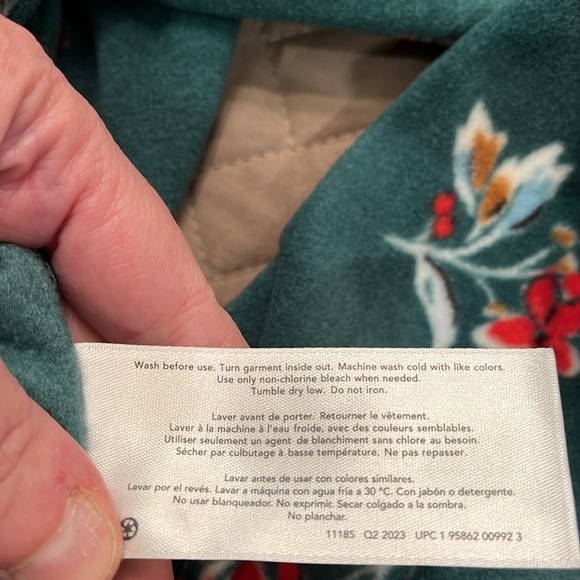 Wash before use. Turn garment inside out. Machine wash cold with like colors.
Use only non-chlorine bleach when needed.
Tumble dry low. Do not iron.
Laver avant de porter. Retourner le vêtement.
Laver à la machine à l'eau froide, avec des couleurs semblables.
Utiliser seulement un agent de blanchiment sans chlore au besoin.
Sécher par culbutage à basse température. Ne pas repasser.
Lavar antes de usar con colores similares.
Lavar por el revés. Lavar a máquina con agua fría a 30 °C. Con jabón o detergente.
No usar blanqueador. No exprimir. Secar colgado a la sombra.
No planchar.
11185 Q2 2023 UPC 1 95862 00992 3